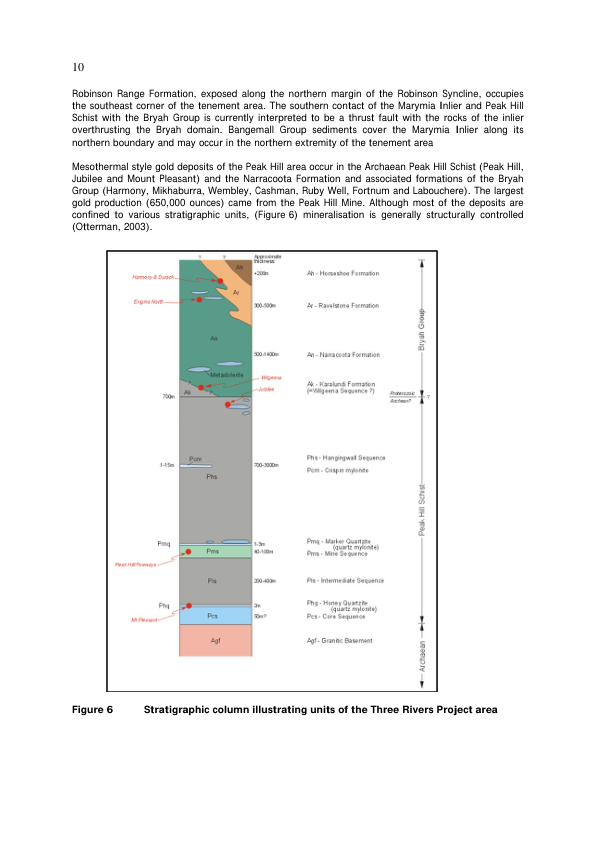 10
Robinson Range Formation, exposed along the northern margin of the Robinson Syncline, occupies
the southeast corner of the tenement area. The southern contact of the Marymia Inlier and Peak Hill
Schist with the Bryah Group is currently interpreted to be a thrust fault with the rocks of the inlier
overthrusting the Bryah domain. Bangemall Group sediments cover the Marymia Inlier along its
northern boundary and may occur in the northern extremity of the tenement area
Mesothermal style gold deposits of the Peak Hill area occur in the Archaean Peak Hill Schist (Peak Hill,
Jubilee and Mount Pleasant) and the Narracoota Formation and associated formations of the Bryah
Group (Harmony, Mikhaburra, Wembley, Cashman, Ruby Well, Fortnum and Labouchere). The largest
gold production (650,000 ounces) came from the Peak Hill Mine. Although most of the deposits are
confined to various stratigraphic units, (Figure 6) mineralisation is generally structurally controlled
(Otterman, 2003).
? ?
Approximate
thickness
Ah
+200m
Ah - Horseshoe Formation
Harmony & Durack
Ar
Engine North
300-500m
Ar - Ravelstone Formation
An
500-1400m
An - Narracoota Formation
Metadolerite
Wilgeena
Ak
Jubilee
Ak - Karalundi Formation
(=Wilgeena Sequence ?)
700m
Proterozoic
Archean?
?
Bryah Group
Pcm
1-15m
Phs
700-3000m
Phs - Hangingwall Sequence
Pcm - Crispin mylonite
Peak Hill Schist
Pmq
1-3m
Pmq - Marker Quartzite
(quartz mylonite)
Pms
40-100m
Pms - Mine Sequence
Pis
200-400m
Pis - Intermediate Sequence
Phq
3m
Phq - Honey Quartzite
(quartz mylonite)
Mt Pleasant
Pcs
50m?
Pcs - Core Sequence
Agf
Agf - Granitic Basement
Archaean
Figure 6 Stratigraphic column illustrating units of the Three Rivers Project area